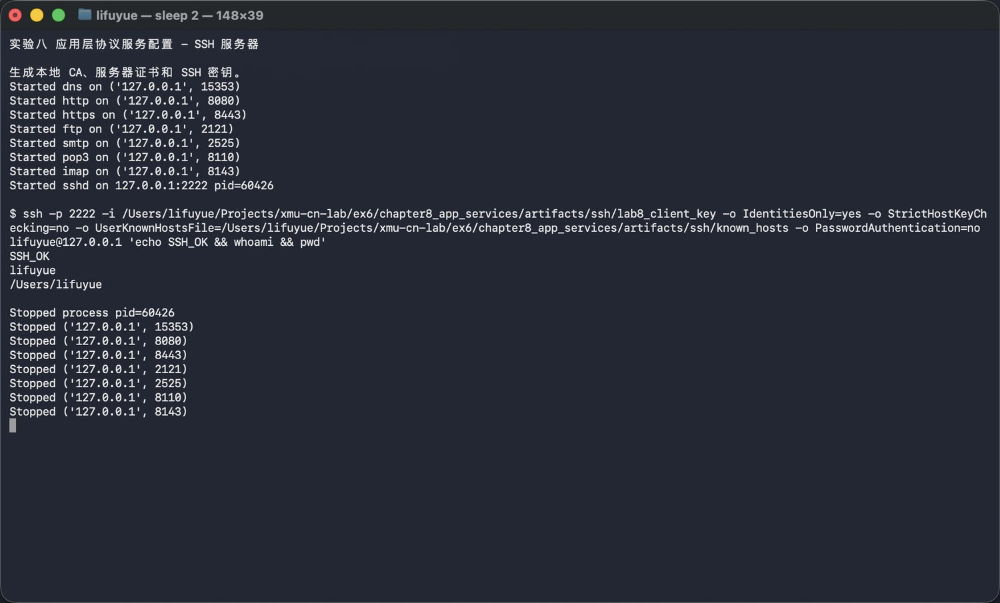 lifuyue — sleep 2 — 148×39
实验八 应用层协议服务配置 - SSH 服务器
生成本地 CA、服务器证书和 SSH 密钥。
Started dns on ('127.0.0.1', 15353)
Started http on ('127.0.0.1', 8080)
Started https on ('127.0.0.1', 8443)
Started ftp on ('127.0.0.1', 2121)
Started smtp on ('127.0.0.1', 2525)
Started pop3 on ('127.0.0.1', 8110)
Started imap on ('127.0.0.1', 8143)
Started sshd on 127.0.0.1:2222 pid=60426
$ ssh -p 2222 -i /Users/lifuyue/Projects/xmu-cn-lab/ex6/chapter8_app_services/artifacts/ssh/lab8_client_key -o IdentitiesOnly=yes -o StrictHostKeyCh
ecking=no -o UserKnownHostsFile=/Users/lifuyue/Projects/xmu-cn-lab/ex6/chapter8_app_services/artifacts/ssh/known_hosts -o PasswordAuthentication=no
lifuyue@127.0.0.1 'echo SSH_OK && whoami && pwd'
SSH_OK
lifuyue
/Users/lifuyue
Stopped process pid=60426
Stopped ('127.0.0.1', 15353)
Stopped ('127.0.0.1', 8080)
Stopped ('127.0.0.1', 8443)
Stopped ('127.0.0.1', 2121)
Stopped ('127.0.0.1', 2525)
Stopped ('127.0.0.1', 8110)
Stopped ('127.0.0.1', 8143)